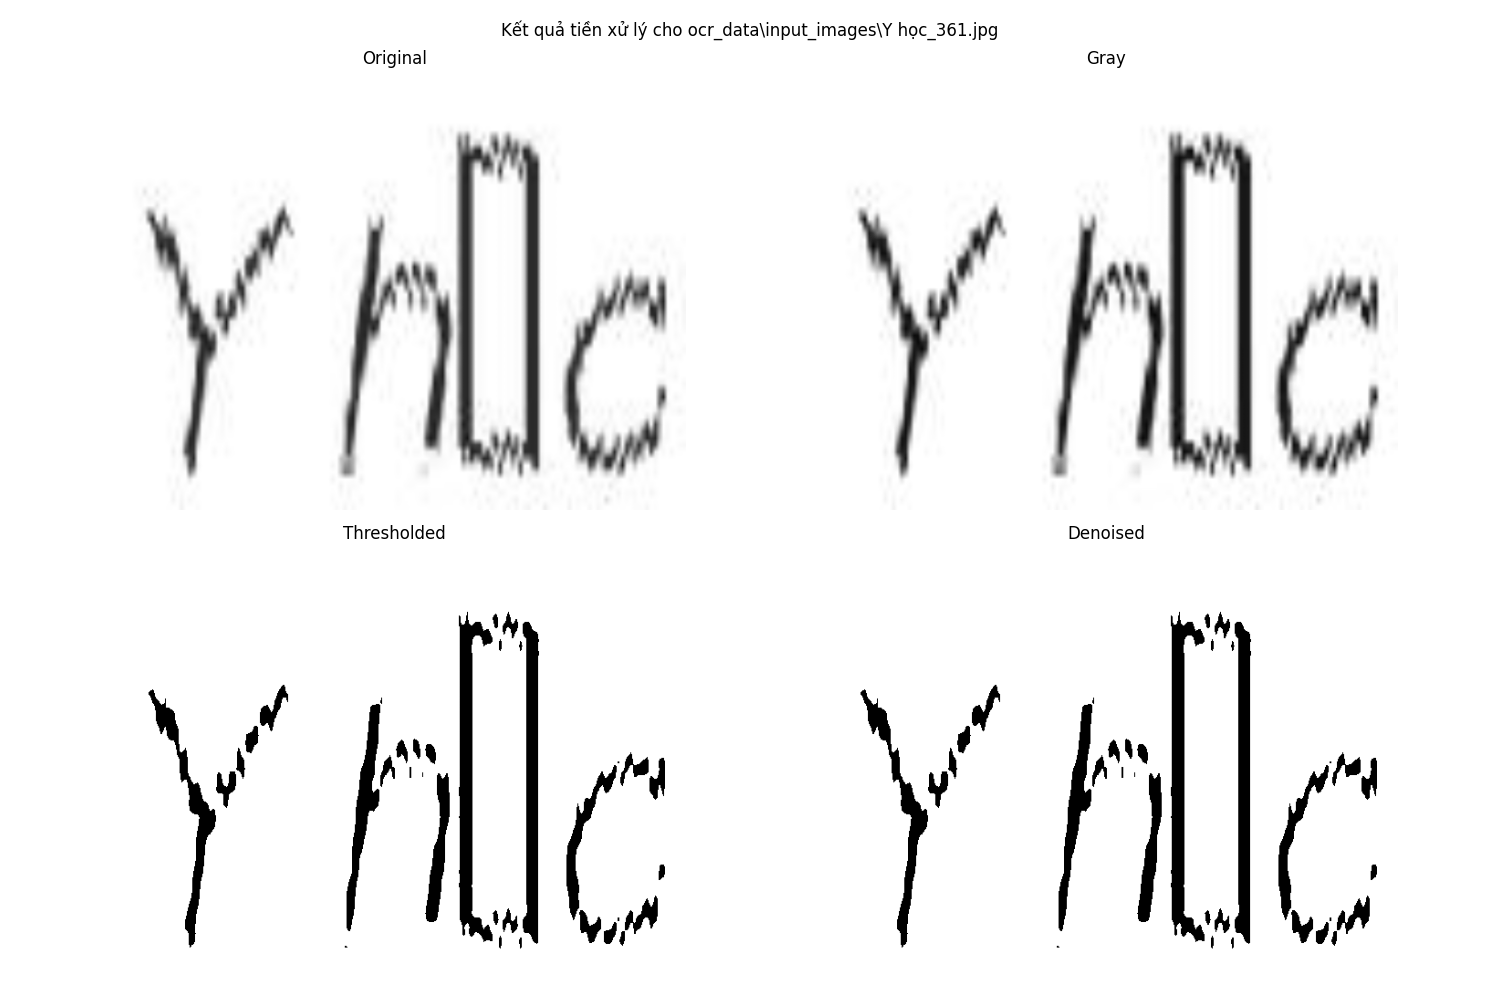 Kết quả tiền xử lý cho ocr_data\input_images\Y học_361.jpg
Original
Gray
Y h▯c
Y h▯c
Thresholded
Denoised
Y h▯c
Y h▯c